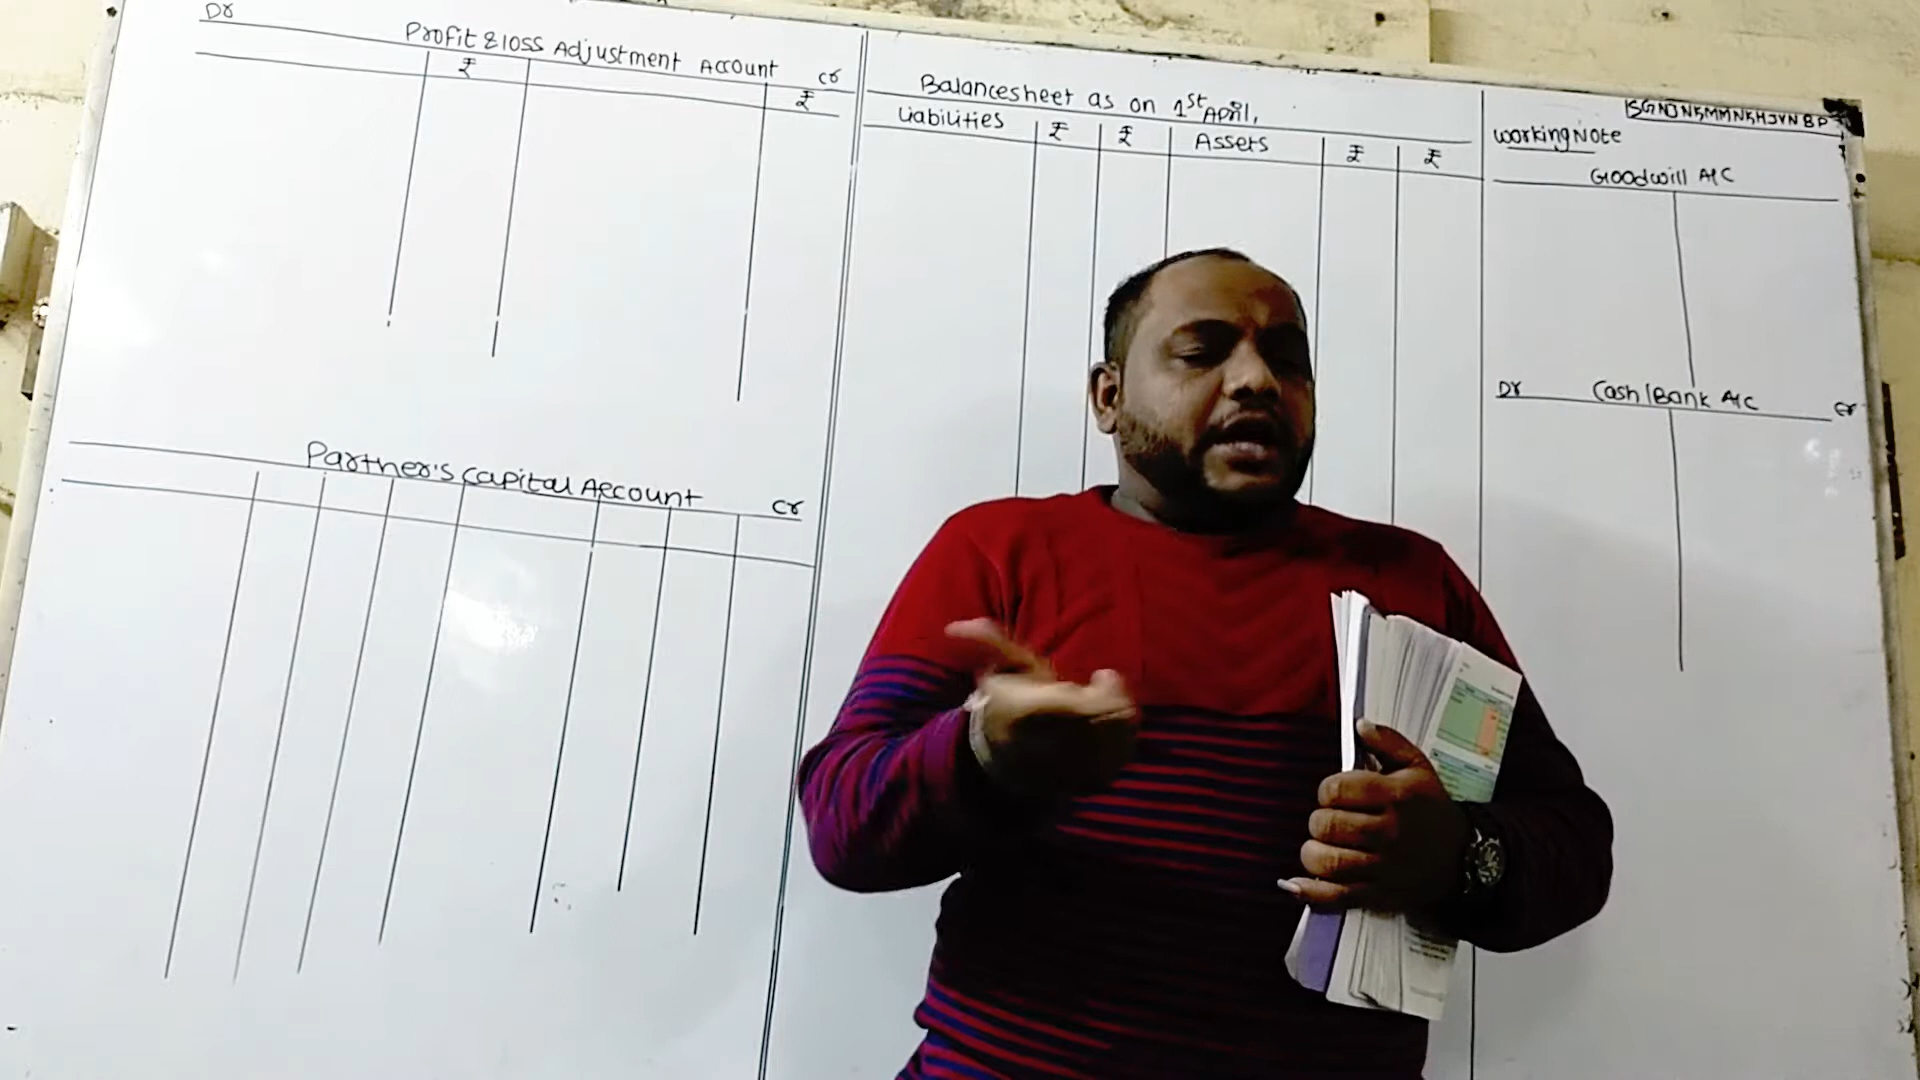 Dr
Profit & loss Adjustment Account Cr
₹ ₹
Partner's Capital Account Cr
Balancesheet as on 1st April,
Liabilities ₹ ₹ Assets ₹ ₹
Working Note
Goodwill A/C
Dr Cash/Bank A/C Cr